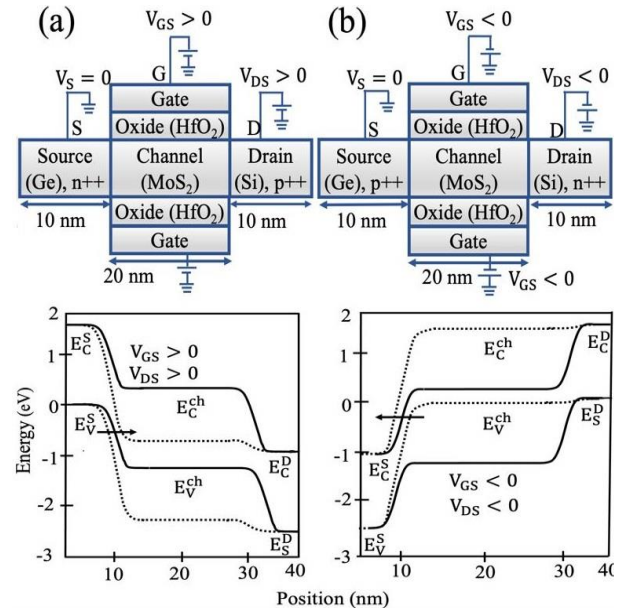 (a)
V_GS > 0
V_S = 0
G
V_DS > 0
S
Gate
D
Oxide (HfO₂)
Source
(Ge), n++
Channel
(MoS₂)
Drain
(Si), p++
Oxide (HfO₂)
Gate
10 nm
10 nm
20 nm
(b)
V_GS < 0
V_S = 0
G
V_DS < 0
S
Gate
D
Oxide (HfO₂)
Source
(Ge), p++
Channel
(MoS₂)
Drain
(Si), n++
Oxide (HfO₂)
Gate
10 nm
10 nm
20 nm
V_GS < 0
Energy (eV)
2
1
0
-1
-2
-3
E_C^S
V_GS > 0
V_DS > 0
E_C^ch
E_V^S
E_C^D
E_V^ch
E_S^D
10
20
30
40
2
1
0
-1
-2
-3
E_C^ch
E_C^D
E_V^ch
E_S^D
E_C^S
V_GS < 0
V_DS < 0
E_V^S
10
20
30
40
Position (nm)